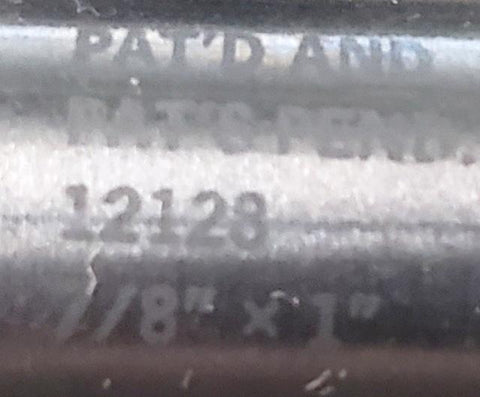 PAT'D AND
PAT'S. PEND.
12128
7/8" × 1"